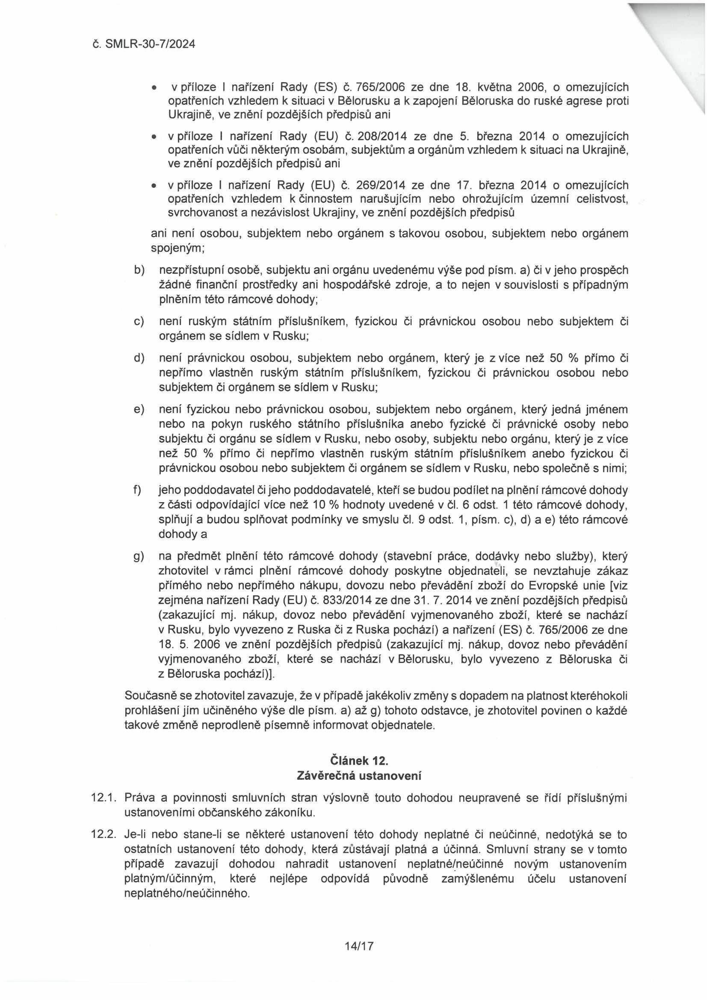 č. SMLR-30-7/2024
• v příloze I nařízení Rady (ES) č. 765/2006 ze dne 18. května 2006, o omezujících
opatřeních vzhledem k situaci v Bělorusku a k zapojení Běloruska do ruské agrese proti
Ukrajině, ve znění pozdějších předpisů ani
• v příloze I nařízení Rady (EU) č. 208/2014 ze dne 5. března 2014 o omezujících
opatřeních vůči některým osobám, subjektům a orgánům vzhledem k situaci na Ukrajině,
ve znění pozdějších předpisů ani
• v příloze I nařízení Rady (EU) č. 269/2014 ze dne 17. března 2014 o omezujících
opatřeních vzhledem k činnostem narušujícím nebo ohrožujícím územní celistvost,
svrchovanost a nezávislost Ukrajiny, ve znění pozdějších předpisů
ani není osobou, subjektem nebo orgánem s takovou osobou, subjektem nebo orgánem
spojeným;
b) nezpřístupní osobě, subjektu ani orgánu uvedenému výše pod písm. a) či v jeho prospěch
žádné finanční prostředky ani hospodářské zdroje, a to nejen v souvislosti s případným
plněním této rámcové dohody;
c) není ruským státním příslušníkem, fyzickou či právnickou osobou nebo subjektem či
orgánem se sídlem v Rusku;
d) není právnickou osobou, subjektem nebo orgánem, který je z více než 50 % přímo či
nepřímo vlastněn ruským státním příslušníkem, fyzickou či právnickou osobou nebo
subjektem či orgánem se sídlem v Rusku;
e) není fyzickou nebo právnickou osobou, subjektem nebo orgánem, který jedná jménem
nebo na pokyn ruského státního příslušníka anebo fyzické či právnické osoby nebo
subjektu či orgánu se sídlem v Rusku, nebo osoby, subjektu nebo orgánu, který je z více
než 50 % přímo či nepřímo vlastněn ruským státním příslušníkem anebo fyzickou či
právnickou osobou nebo subjektem či orgánem se sídlem v Rusku, nebo společně s nimi;
f) jeho poddodavatel či jeho poddodavatelé, kteří se budou podílet na plnění rámcové dohody
z části odpovídající více než 10 % hodnoty uvedené v čl. 6 odst. 1 této rámcové dohody,
splňují a budou splňovat podmínky ve smyslu čl. 9 odst. 1, písm. c), d) a e) této rámcové
dohody a
g) na předmět plnění této rámcové dohody (stavební práce, dodávky nebo služby), který
zhotovitel v rámci plnění rámcové dohody poskytne objednateli, se nevztahuje zákaz
přímého nebo nepřímého nákupu, dovozu nebo převádění zboží do Evropské unie [viz
zejména nařízení Rady (EU) č. 833/2014 ze dne 31. 7. 2014 ve znění pozdějších předpisů
(zakazující mj. nákup, dovoz nebo převádění vyjmenovaného zboží, které se nachází
v Rusku, bylo vyvezeno z Ruska či z Ruska pochází) a nařízení (ES) č. 765/2006 ze dne
18. 5. 2006 ve znění pozdějších předpisů (zakazující mj. nákup, dovoz nebo převádění
vyjmenovaného zboží, které se nachází v Bělorusku, bylo vyvezeno z Běloruska či
z Běloruska pochází)].
Současně se zhotovitel zavazuje, že v případě jakékoliv změny s dopadem na platnost kteréhokoli
prohlášení jím učiněného výše dle písm. a) až g) tohoto odstavce, je zhotovitel povinen o každé
takové změně neprodleně písemně informovat objednatele.
Článek 12.
Závěrečná ustanovení
12.1. Práva a povinnosti smluvních stran výslovně touto dohodou neupravené se řídí příslušnými
ustanoveními občanského zákoníku.
12.2. Je-li nebo stane-li se některé ustanovení této dohody neplatné či neúčinné, nedotýká se to
ostatních ustanovení této dohody, která zůstávají platná a účinná. Smluvní strany se v tomto
případě zavazují dohodou nahradit ustanovení neplatné/neúčinné novým ustanovením
platným/účinným, které nejlépe odpovídá původně zamýšlenému účelu ustanovení
neplatného/neúčinného.
14/17